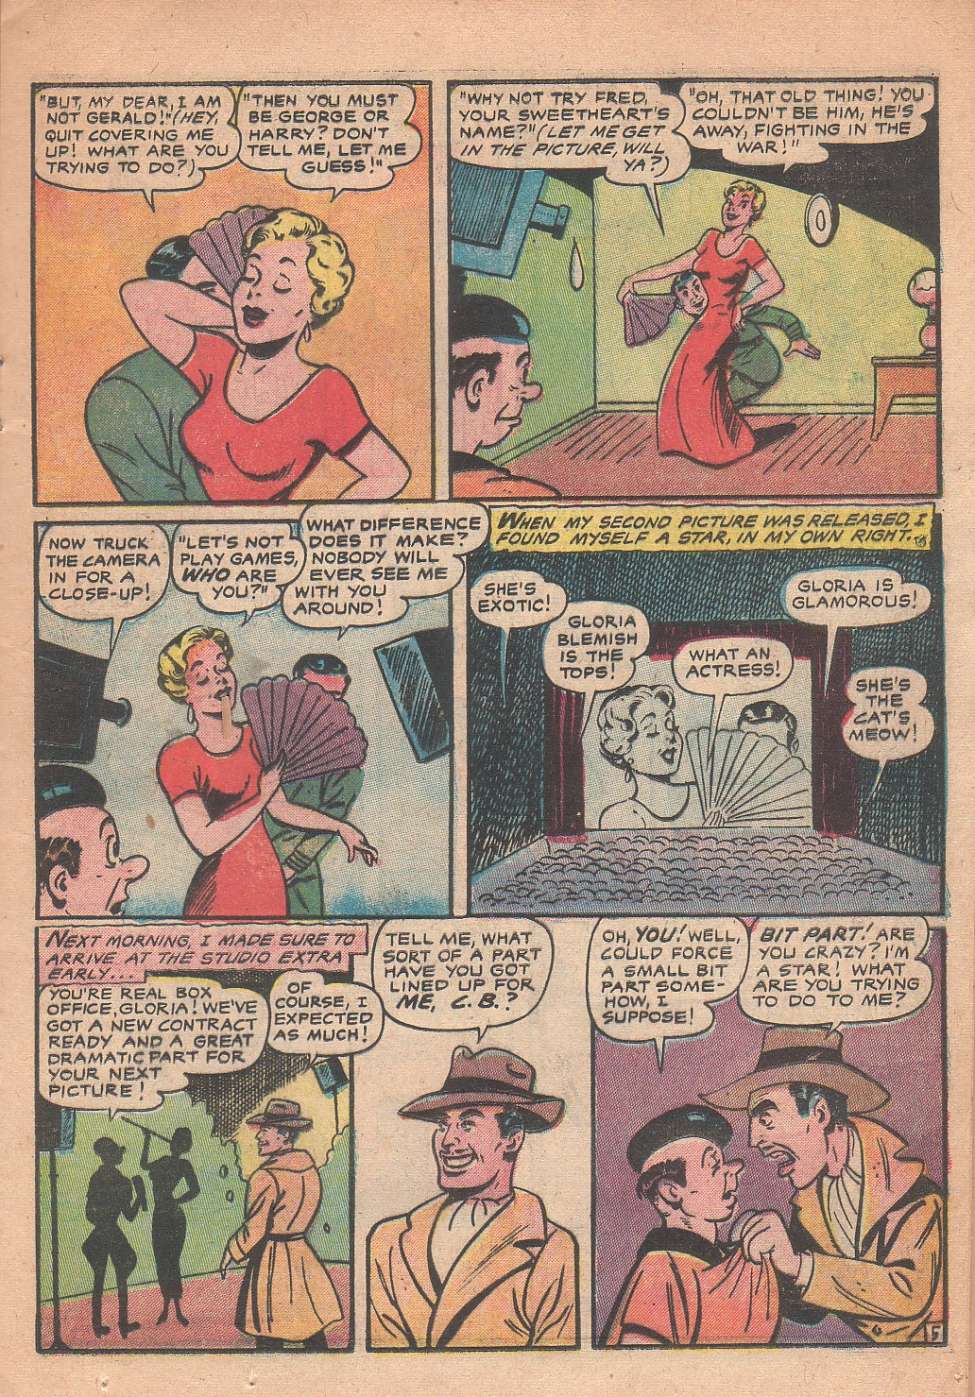 "BUT, MY DEAR, I AM
NOT GERALD!" (HEY,
QUIT COVERING ME
UP! WHAT ARE YOU
TRYING TO DO?)
"THEN YOU MUST
BE GEORGE OR
HARRY? DON'T
TELL ME, LET ME
GUESS!"
"WHY NOT TRY FRED,
YOUR SWEETHEART'S
NAME?" (LET ME GET
IN THE PICTURE, WILL
YA?)
"OH, THAT OLD THING! YOU
COULDN'T BE HIM; HE'S
AWAY, FIGHTING IN THE
WAR!"
NOW TRUCK
THE CAMERA
IN FOR A
CLOSE-UP!
"LET'S NOT
PLAY GAMES,
WHO ARE
YOU?"
WHAT DIFFERENCE
DOES IT MAKE?
NOBODY WILL
EVER SEE ME
WITH YOU
AROUND!
WHEN MY SECOND PICTURE WAS RELEASED, I
FOUND MYSELF A STAR, IN MY OWN RIGHT.
SHE'S
EXOTIC!
GLORIA
BLEMISH
IS THE
TOPS!
WHAT AN
ACTRESS!
GLORIA IS
GLAMOROUS!
SHE'S
THE
CAT'S
MEOW!
NEXT MORNING, I MADE SURE TO
ARRIVE AT THE STUDIO EXTRA
EARLY...
YOU'RE REAL BOX
OFFICE, GLORIA! WE'VE
GOT A NEW CONTRACT
READY AND A GREAT
DRAMATIC PART FOR
YOUR NEXT
PICTURE!
OF
COURSE, I
EXPECTED
AS MUCH!
TELL ME, WHAT
SORT OF A PART
HAVE YOU GOT
LINED UP FOR
ME, C.B.?
OH, YOU! WELL,
COULD FORCE
A SMALL BIT
PART SOME-
HOW, I
SUPPOSE!
BIT PART! ARE
YOU CRAZY? I'M
A STAR! WHAT
ARE YOU TRYING
TO DO TO ME?
5